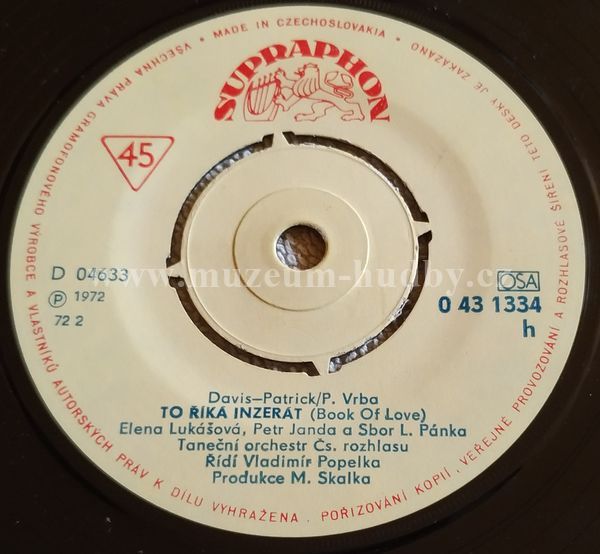 VŠECHNA PRÁVA GRAMOFONOVÉHO VÝROBCE A VLASTNÍKŮ AUTORSKÝCH PRÁV K DÍLU VYHRAŽENA. POŘIZOVÁNÍ KOPIÍ, VEŘEJNÉ PROVOZOVÁNÍ A ROZHLASOVÉ ŠÍŘENÍ TÉTO DESKY JE ZAKÁZÁNO • MADE IN CZECHOSLOVAKIA •
SUPRAPHON
45
D 04633
Ⓟ 1972
72 2
OSA
0 43 1334
h
www.muzeum-hudby.c
Davis–Patrick/P. Vrba
TO ŘÍKÁ INZERÁT (Book Of Love)
Elena Lukášová, Petr Janda a Sbor L. Pánka
Taneční orchestr Čs. rozhlasu
Řídí Vladimír Popelka
Produkce M. Skalka